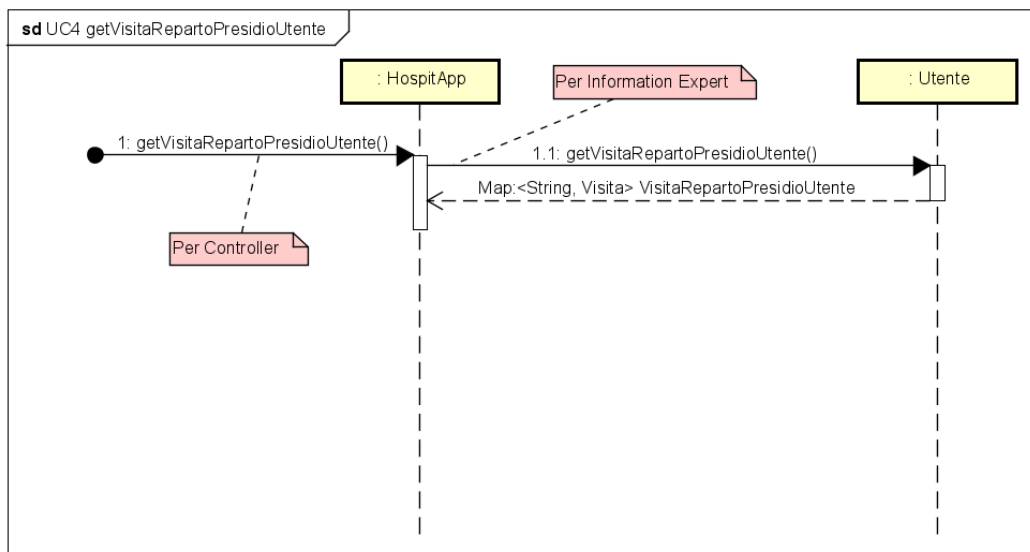 sd UC4 getVisitaRepartoPresidioUtente
: HospitApp
Per Information Expert
: Utente
1: getVisitaRepartoPresidioUtente()
1.1: getVisitaRepartoPresidioUtente()
Map:<String, Visita> VisitaRepartoPresidioUtente
Per Controller